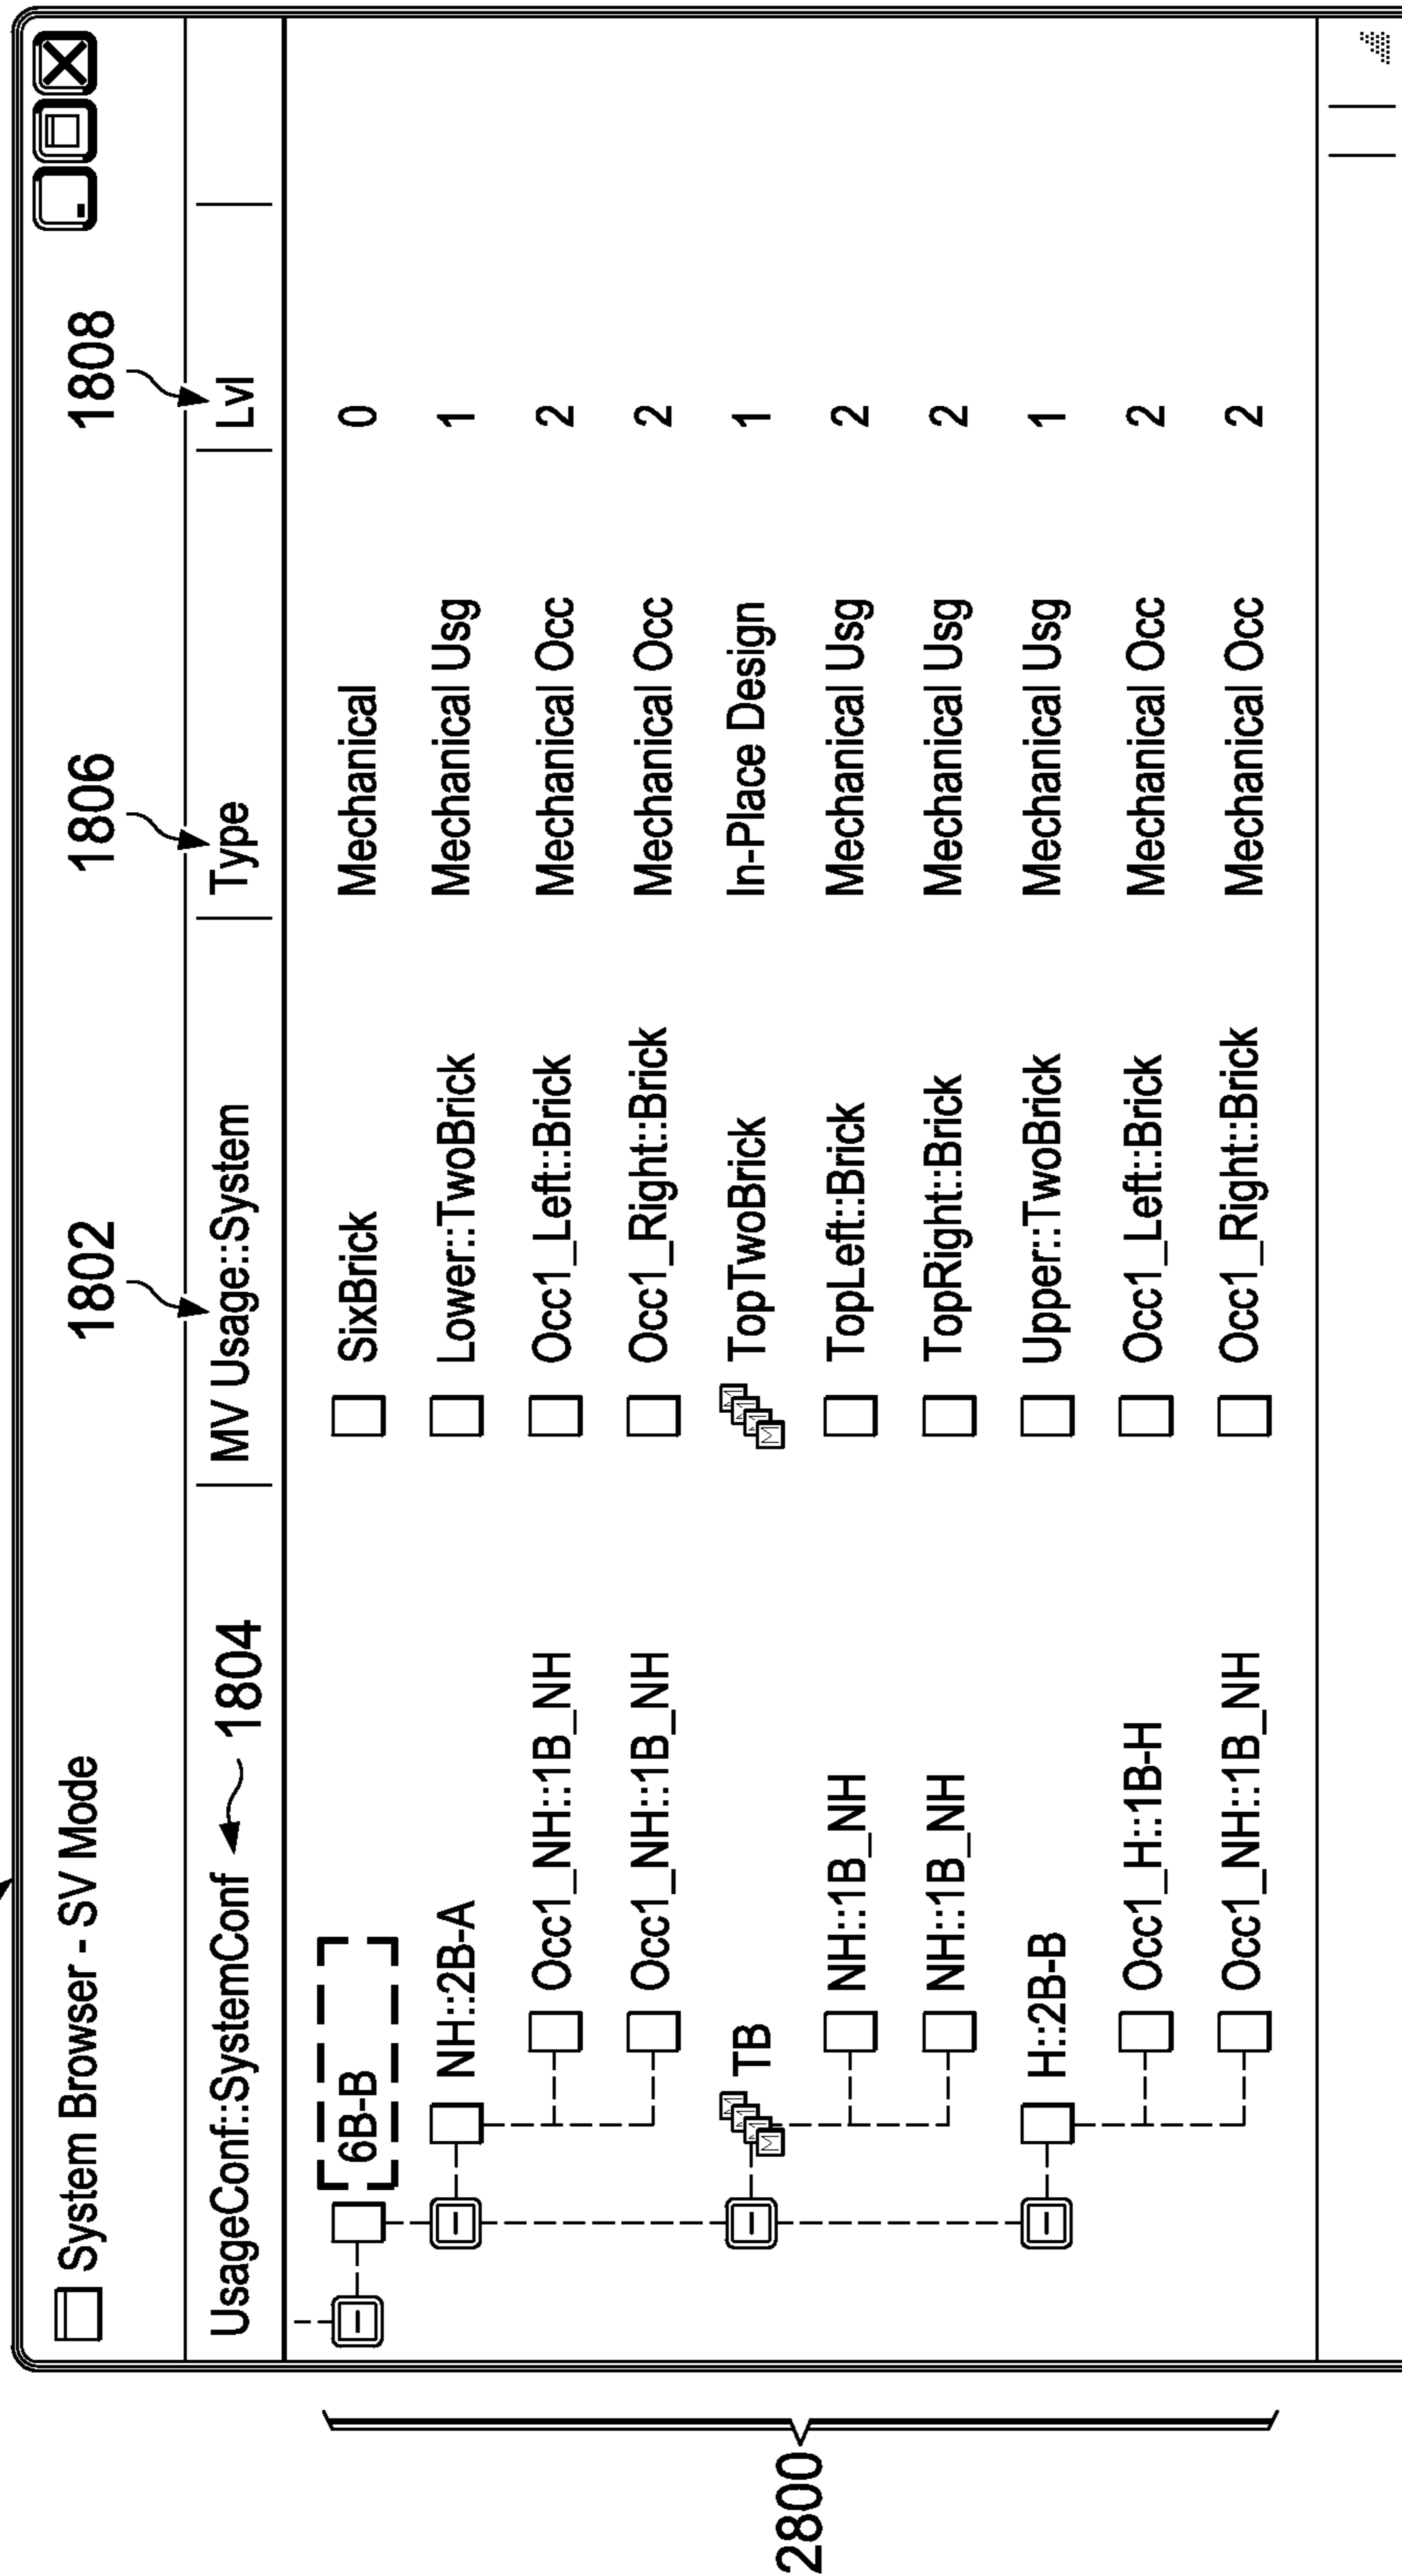 System Browser - SV Mode
1802
1806
1808
UsageConf::SystemConf 1804 MV Usage::System Type Lvl
6B-B SixBrick Mechanical 0
NH::2B-A Lower::TwoBrick Mechanical Usg 1
Occ1_NH::1B_NH Occ1_Left::Brick Mechanical Occ 2
Occ1_NH::1B_NH Occ1_Right::Brick Mechanical Occ 2
TB TopTwoBrick In-Place Design 1
NH::1B_NH TopLeft::Brick Mechanical Usg 2
NH::1B_NH TopRight::Brick Mechanical Usg 2
H::2B-B Upper::TwoBrick Mechanical Usg 1
Occ1_H::1B-H Occ1_Left::Brick Mechanical Occ 2
Occ1_NH::1B_NH Occ1_Right::Brick Mechanical Occ 2
2800